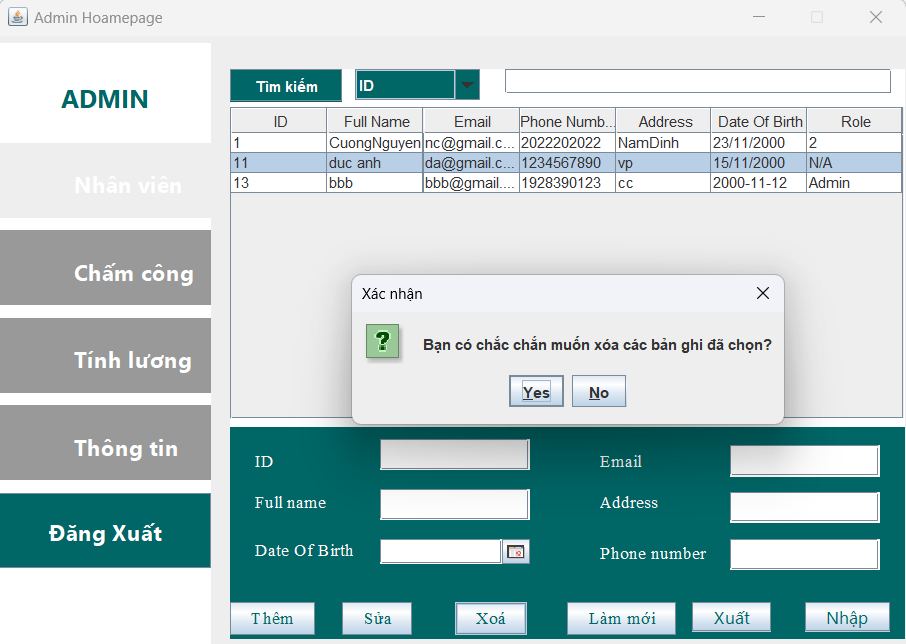 Admin Hoamepage
ADMIN
Nhân viên
Chấm công
Tính lương
Thông tin
Đăng Xuất
Tìm kiếm ID
ID Full Name Email Phone Numb... Address Date Of Birth Role
1 CuongNguyen nc@gmail.c... 2022202022 NamDinh 23/11/2000 2
11 duc anh da@gmail.c... 1234567890 vp 15/11/2000 N/A
13 bbb bbb@gmail.... 1928390123 cc 2000-11-12 Admin
Xác nhận
?
Bạn có chắc chắn muốn xóa các bản ghi đã chọn?
Yes No
ID Email
Full name Address
Date Of Birth Phone number
Thêm Sửa Xoá Làm mới Xuất Nhập